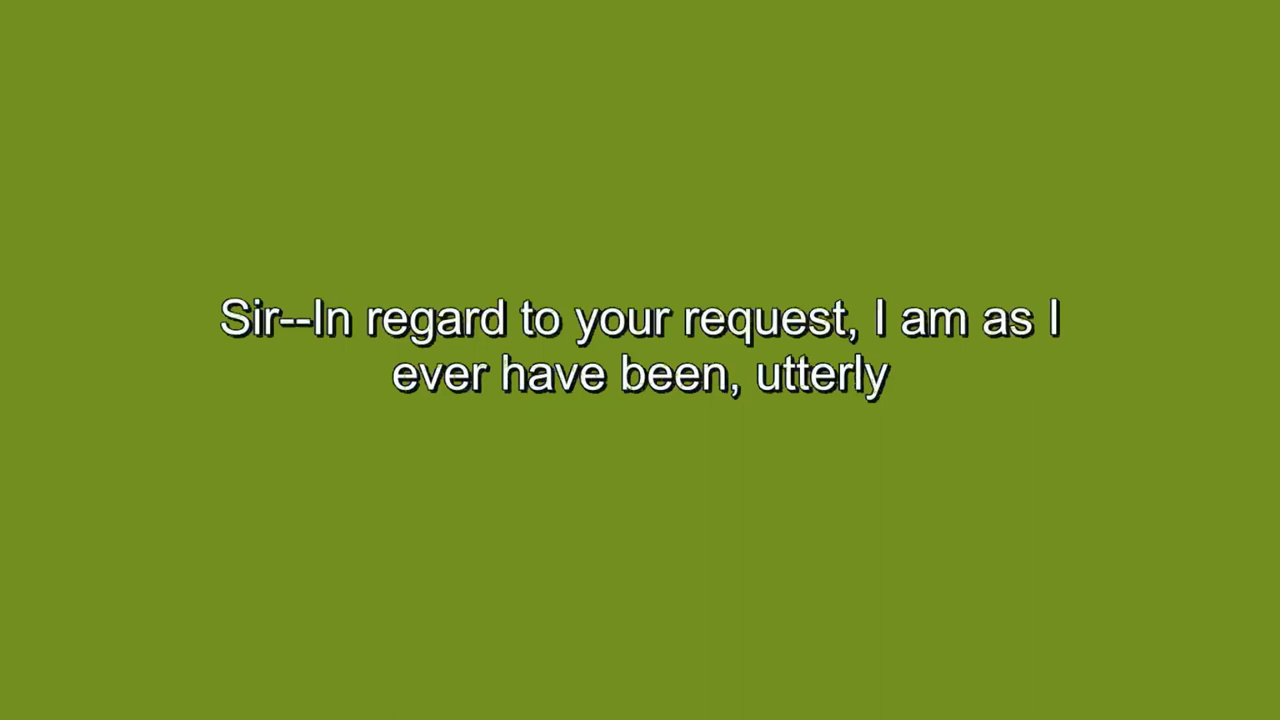 Sir--In regard to your request, I am as I
ever have been, utterly